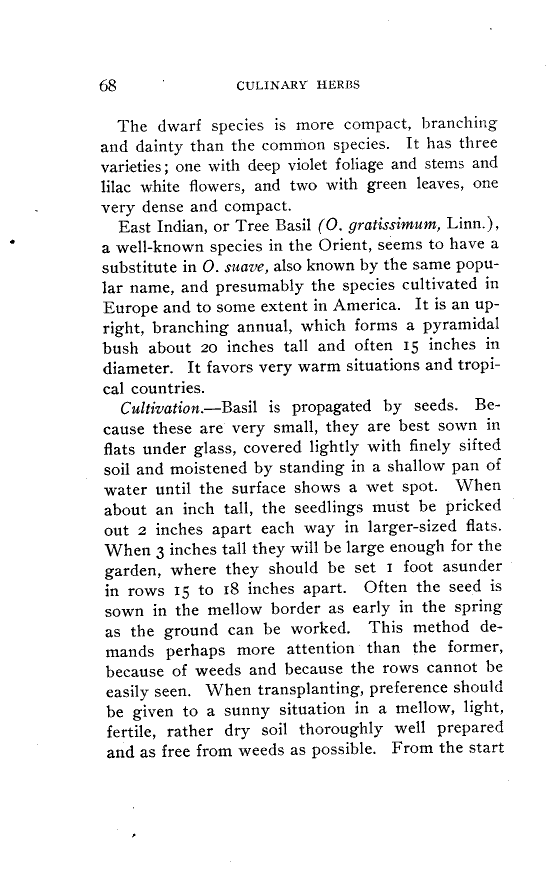 68 CULINARY HERBS
The dwarf species is more compact, branching
and dainty than the common species. It has three
varieties; one with deep violet foliage and stems and
lilac white flowers, and two with green leaves, one
very dense and compact.
East Indian, or Tree Basil (O. gratissimum, Linn.),
a well-known species in the Orient, seems to have a
substitute in O. suave, also known by the same popu-
lar name, and presumably the species cultivated in
Europe and to some extent in America. It is an up-
right, branching annual, which forms a pyramidal
bush about 20 inches tall and often 15 inches in
diameter. It favors very warm situations and tropi-
cal countries.
Cultivation.—Basil is propagated by seeds. Be-
cause these are very small, they are best sown in
flats under glass, covered lightly with finely sifted
soil and moistened by standing in a shallow pan of
water until the surface shows a wet spot. When
about an inch tall, the seedlings must be pricked
out 2 inches apart each way in larger-sized flats.
When 3 inches tall they will be large enough for the
garden, where they should be set 1 foot asunder
in rows 15 to 18 inches apart. Often the seed is
sown in the mellow border as early in the spring
as the ground can be worked. This method de-
mands perhaps more attention than the former,
because of weeds and because the rows cannot be
easily seen. When transplanting, preference should
be given to a sunny situation in a mellow, light,
fertile, rather dry soil thoroughly well prepared
and as free from weeds as possible. From the start